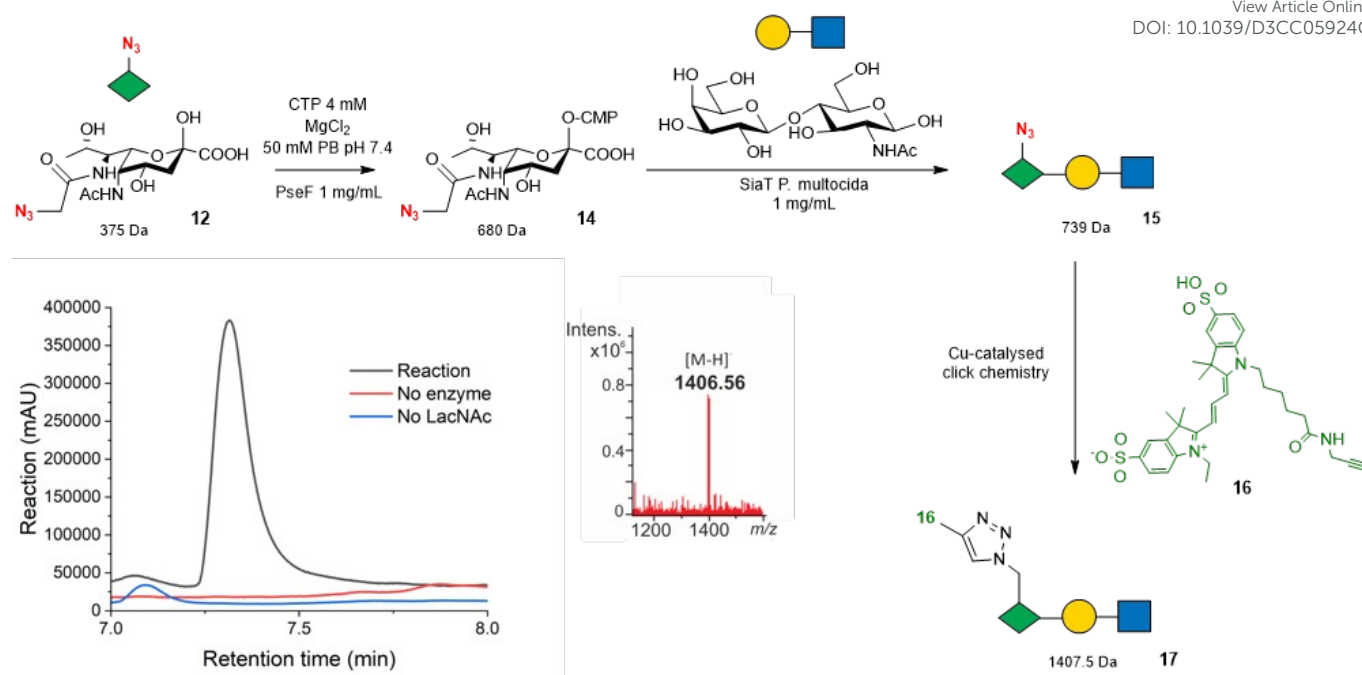 View Article Onlin
DOI: 10.1039/D3CC05924
N₃
OH
OH
O
COOH
O
HN
AcHN
OH
N₃
12
375 Da
CTP 4 mM
MgCl₂
50 mM PB pH 7.4
PseF 1 mg/mL
O-CMP
OH
O
COOH
O
HN
AcHN
OH
N₃
14
680 Da
HO
OH
HO
O
OH
O
OH
O
HO
NHAc
OH
SiaT P. multocida
1 mg/mL
N₃
15
739 Da
Cu-catalysed
click chemistry
HO
O
S
O
N
O
NH
⁻O
S
O
O
N⁺
16
16
N
N
N
17
1407.5 Da
400000
350000
300000
250000
200000
150000
100000
50000
0
Reaction (mAU)
Reaction
No enzyme
No LacNAc
7.0
7.5
8.0
Retention time (min)
Intens.
x10⁶
[M-H]⁻
1406.56
0.8
0.4
0
1200
1400
m/z